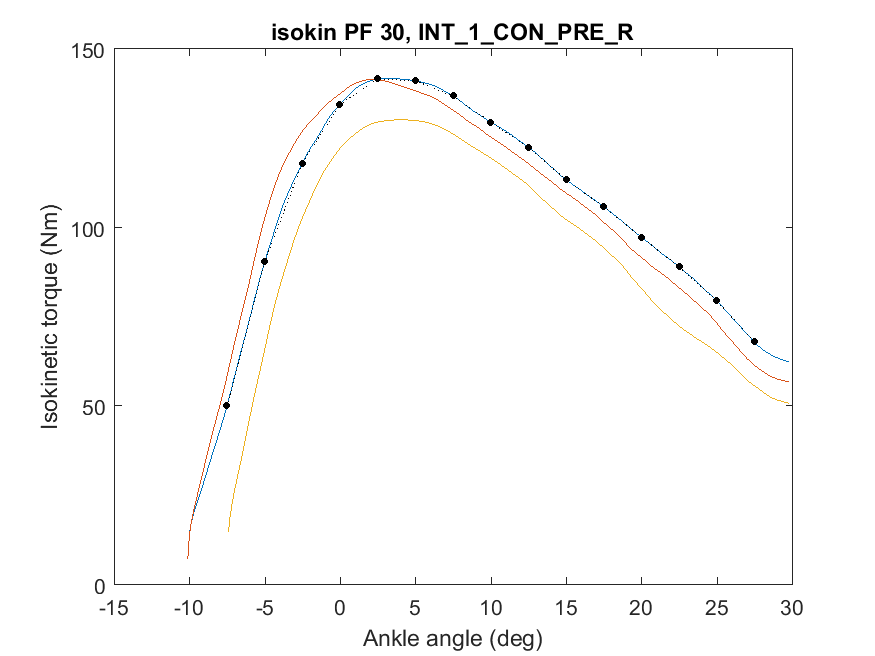 isokin PF 30, INT_1_CON_PRE_R
150
100
50
0
Isokinetic torque (Nm)
-15 -10 -5 0 5 10 15 20 25 30
Ankle angle (deg)